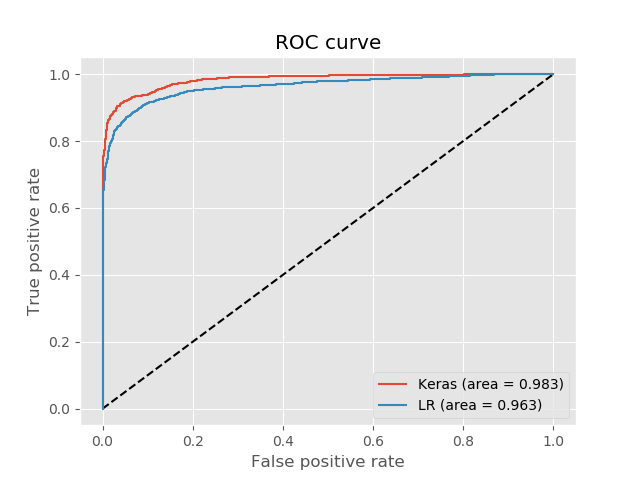 ROC curve
True positive rate
1.0
0.8
0.6
0.4
0.2
0.0
Keras (area = 0.983)
LR (area = 0.963)
0.0 0.2 0.4 0.6 0.8 1.0
False positive rate